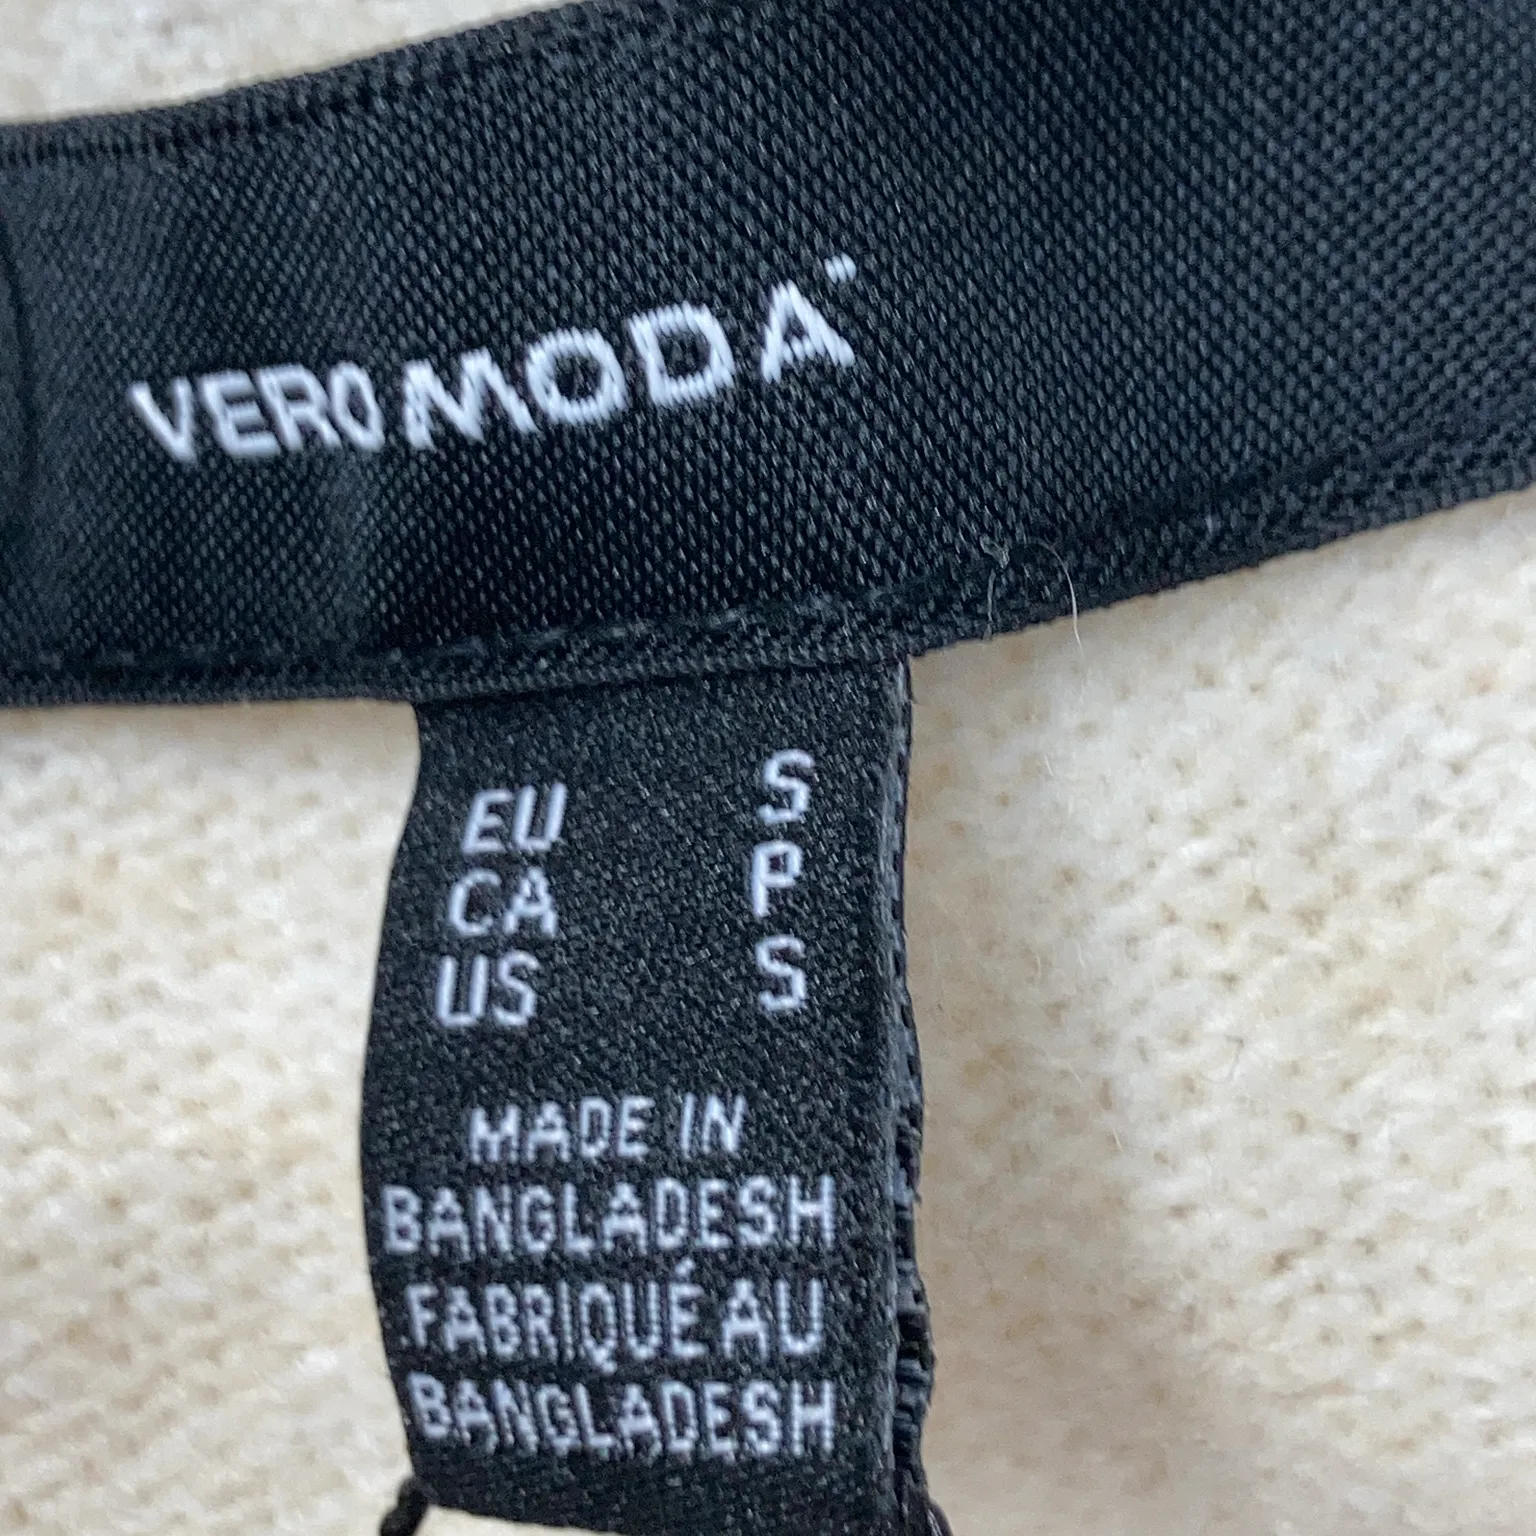 VERO MODA
EU S
CA P
US S
MADE IN
BANGLADESH
FABRIQUÉ AU
BANGLADESH